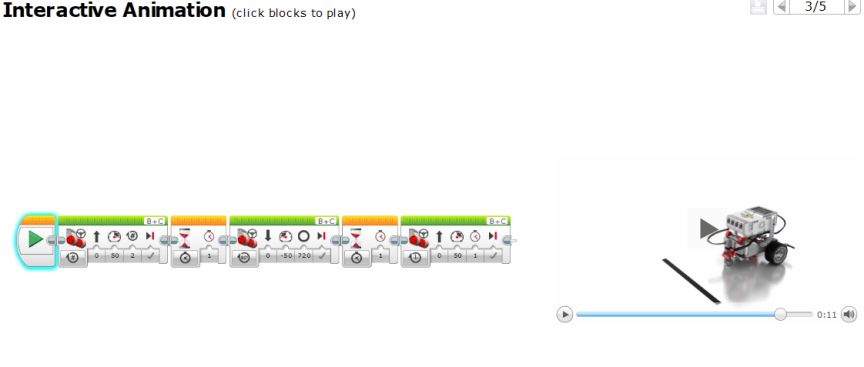 Interactive Animation (click blocks to play)
3/5
B+C
0 50 2
1
B+C
0 -50 720
1
B+C
0 50 1
0:11